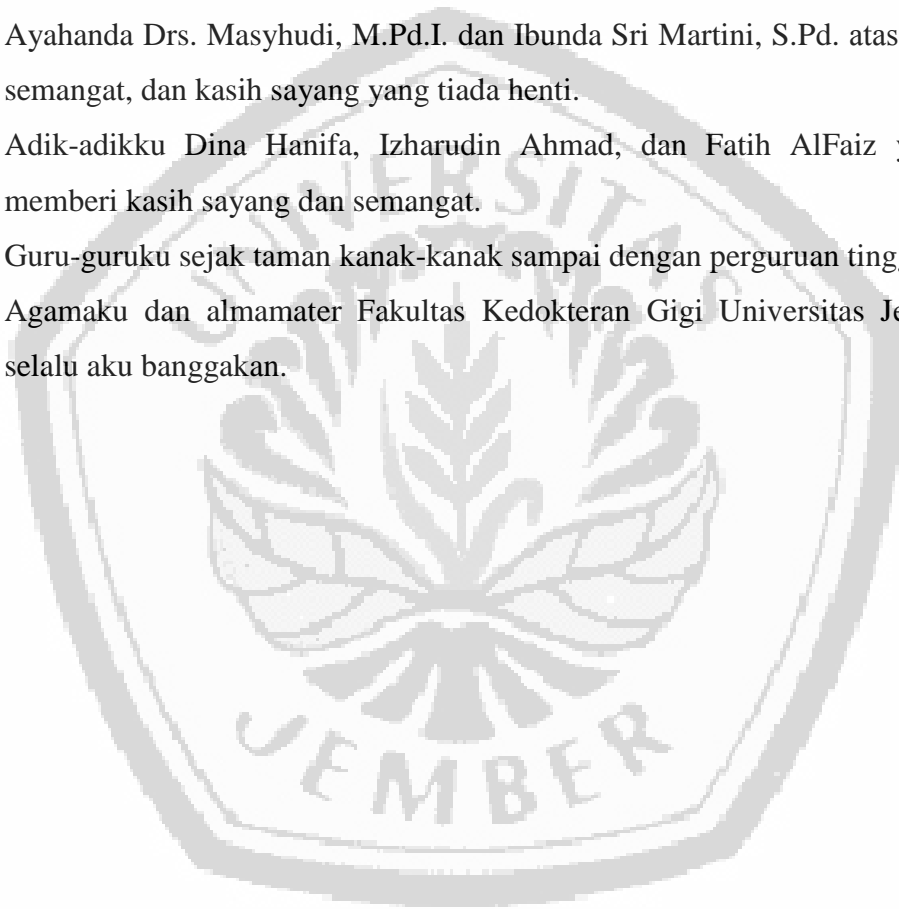 Ayahanda Drs. Masyhudi, M.Pd.I. dan Ibunda Sri Martini, S.Pd. atas
semangat, dan kasih sayang yang tiada henti.
Adik-adikku Dina Hanifa, Izharudin Ahmad, dan Fatih AlFaiz
memberi kasih sayang dan semangat.
Guru-guruku sejak taman kanak-kanak sampai dengan perguruan
Agamaku dan almamater Fakultas Kedokteran Gigi Universitas
selalu aku banggakan.
UNIVERSITAS
JEMBER